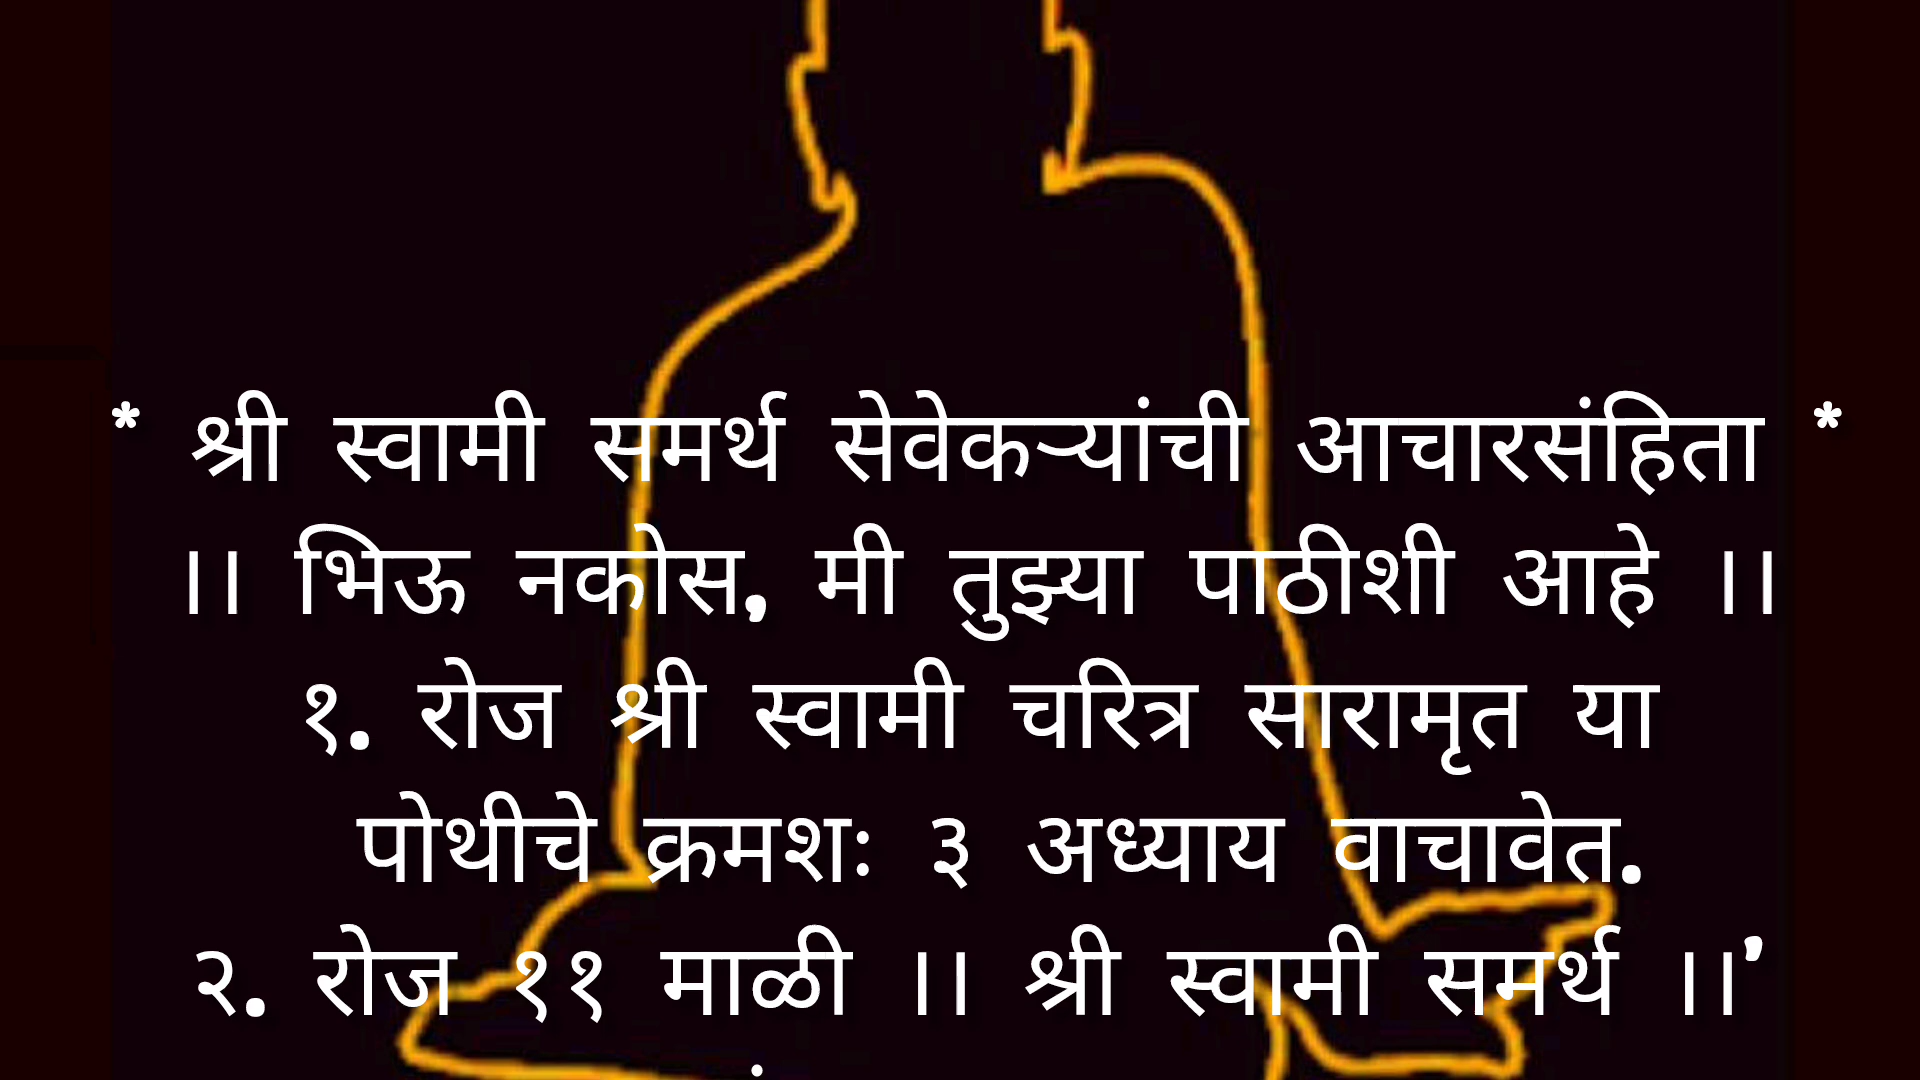 * श्री स्वामी समर्थ सेवेकऱ्यांची आचारसंहिता *
।। भिऊ नकोस, मी तुझ्या पाठीशी आहे ।।
१. रोज श्री स्वामी चरित्र सारामृत या
पोथीचे क्रमशः ३ अध्याय वाचावेत.
२. रोज ११ माळी ।। श्री स्वामी समर्थ ।।’